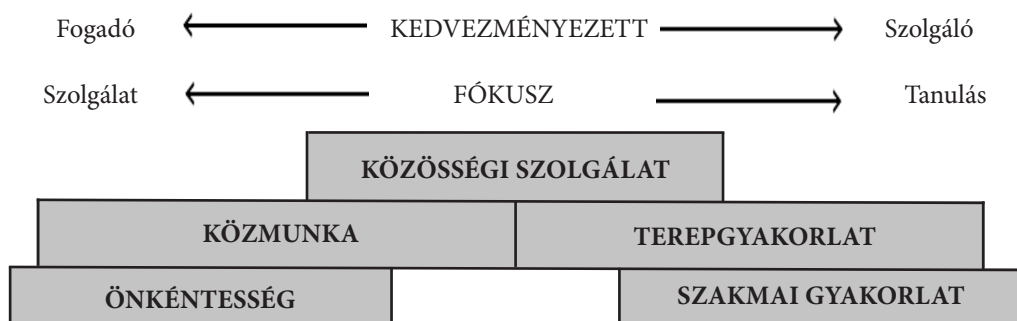 Fogadó KEDVEZMÉNYEZETT Szolgáló
Szolgálat FÓKUSZ Tanulás
KÖZÖSSÉGI SZOLGÁLAT
KÖZMUNKA TEREPGYAKORLAT
ÖNKÉNTESSÉG SZAKMAI GYAKORLAT